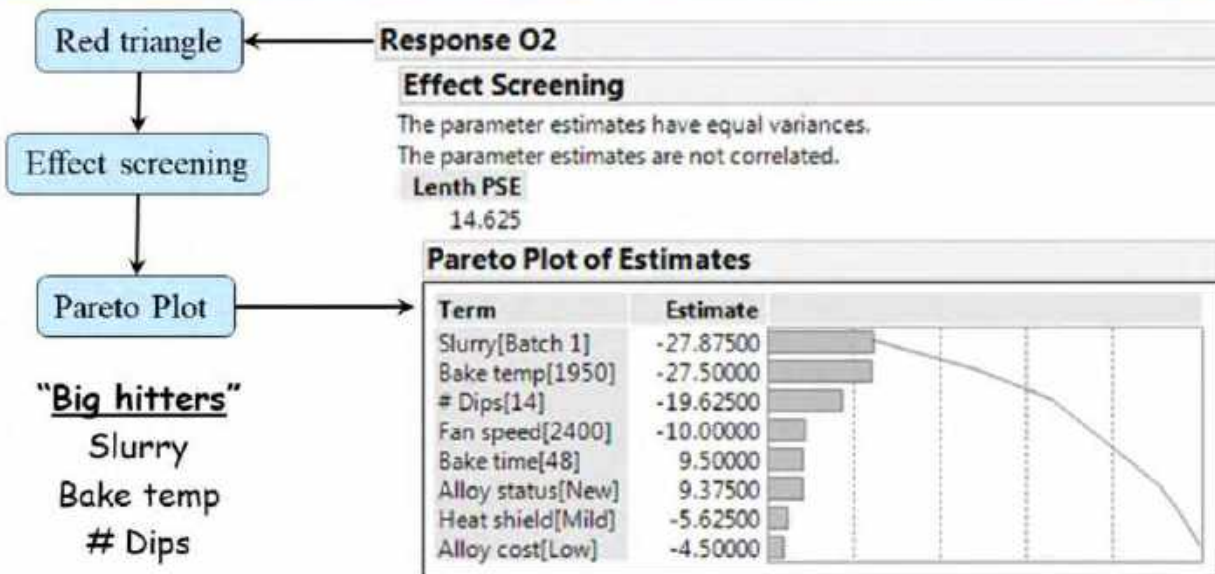 Red triangle
Response O2
Effect Screening
The parameter estimates have equal variances.
The parameter estimates are not correlated.
Effect screening
Lenth PSE
14.625
Pareto Plot of Estimates
Pareto Plot
Term Estimate
Slurry[Batch 1] -27.87500
Bake temp[1950] -27.50000
# Dips[14] -19.62500
Fan speed[2400] -10.00000
Bake time[48] 9.50000
Alloy status[New] 9.37500
Heat shield[Mild] -5.62500
Alloy cost[Low] -4.50000
"Big hitters"
Slurry
Bake temp
# Dips